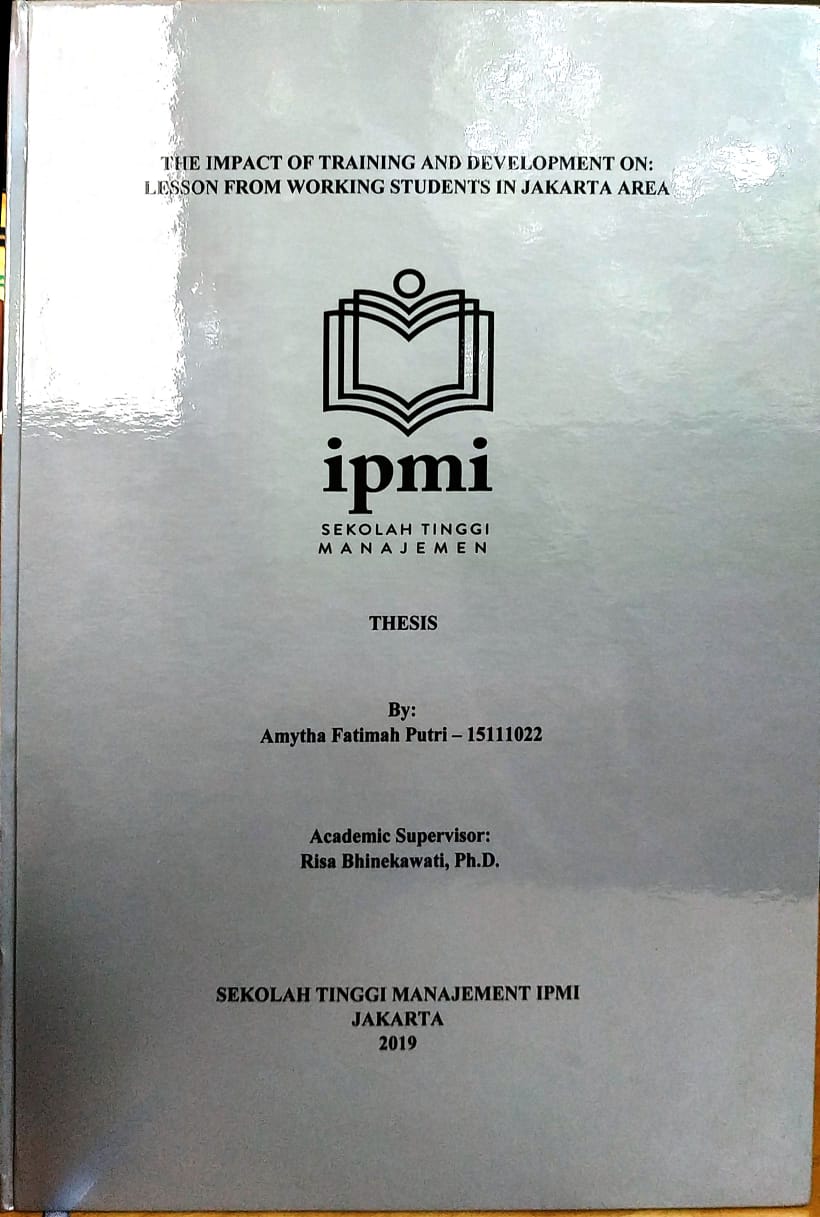 THE IMPACT OF TRAINING AND DEVELOPMENT ON:
LESSON FROM WORKING STUDENTS IN JAKARTA AREA
ipmi
SEKOLAH TINGGI
MANAJEMEN
THESIS
By:
Amytha Fatimah Putri – 15111022
Academic Supervisor:
Risa Bhinekawati, Ph.D.
SEKOLAH TINGGI MANAJEMENT IPMI
JAKARTA
2019